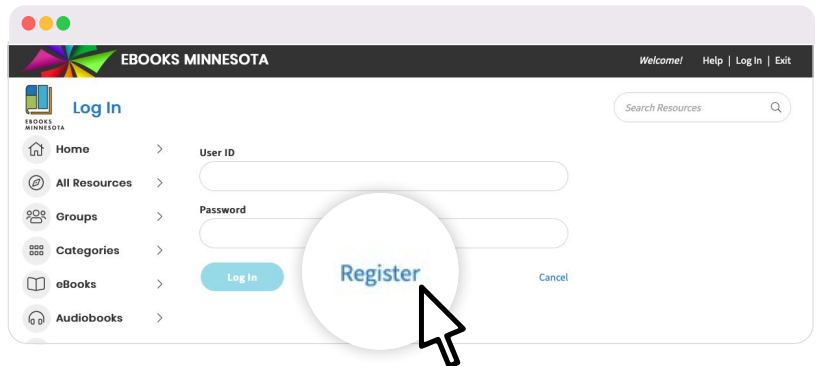 EBOOKS MINNESOTA
Welcome! Help | Log In | Exit
EBOOKS
MINNESOTA
Log In
Search Resources
Home
All Resources
Groups
Categories
eBooks
Audiobooks
User ID
Password
Log In
Register
Cancel